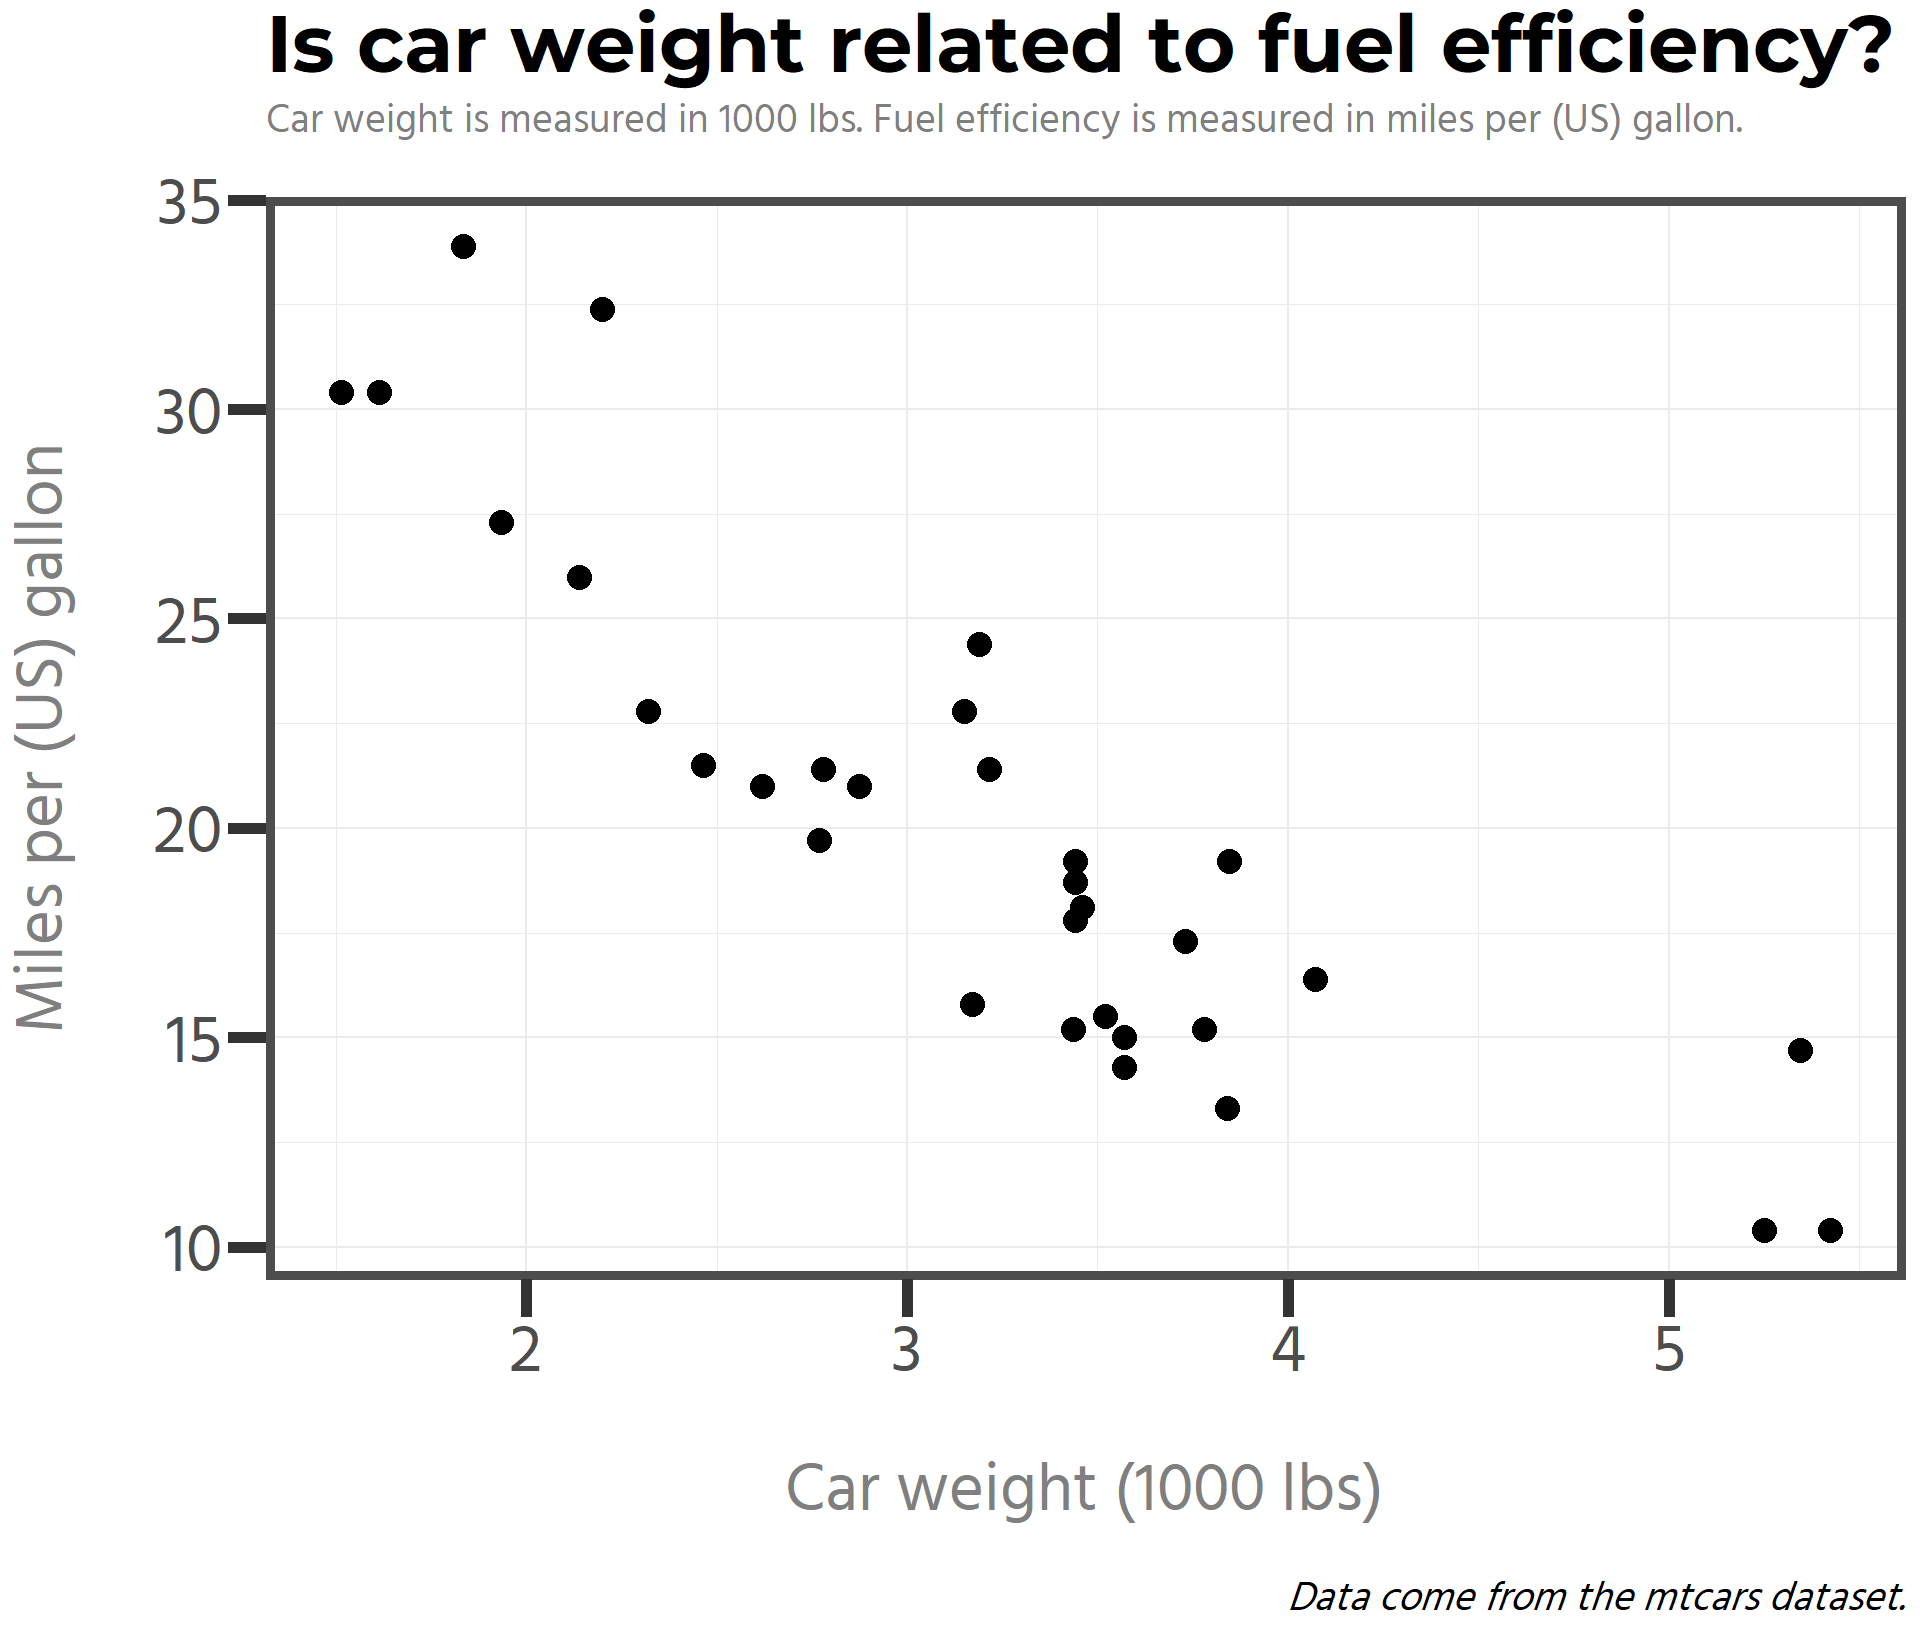 Is car weight related to fuel efficiency?
Car weight is measured in 1000 lbs. Fuel efficiency is measured in miles per (US) gallon.
Miles per (US) gallon
35
30
25
20
15
10
2
3
4
5
Car weight (1000 lbs)
Data come from the mtcars dataset.